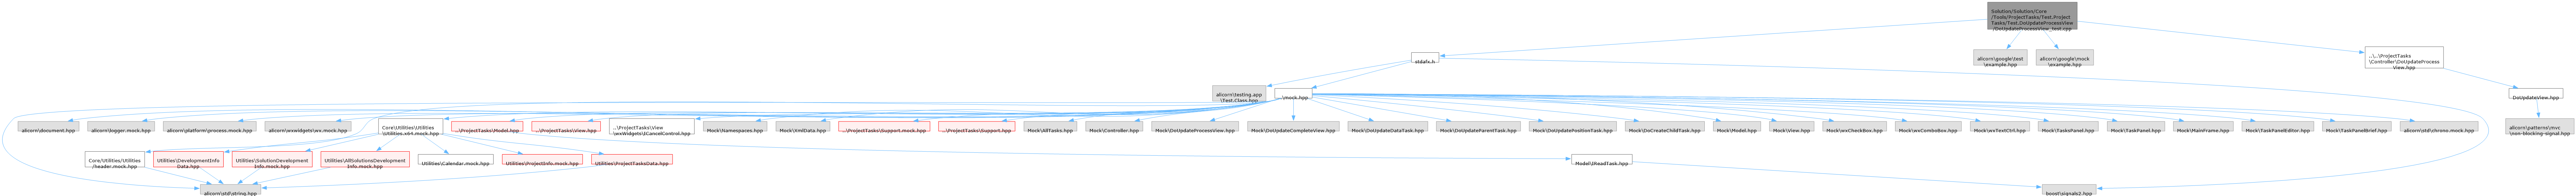 Solution/Solution/Core
/Tools/ProjectTasks/Test.Project
Tasks/Test.DoUpdateProcessView
/DoUpdateProcessView_test.cpp
stdafx.h
alicorn\google\test
\example.hpp
alicorn\google\mock
\example.hpp
..\..\ProjectTasks
\Controller\DoUpdateProcess
View.hpp
alicorn\testing.app
\Test.Class.hpp
.\mock.hpp
DoUpdateView.hpp
alicorn\document.hpp
alicorn\logger.mock.hpp
alicorn\platform\process.mock.hpp
alicorn\wxwidgets\wx.mock.hpp
Core\Utilities\Utilities
\Utilities.x64.mock.hpp
..\ProjectTasks\Model.hpp
..\ProjectTasks\View.hpp
..\ProjectTasks\View
\wxWidgets\CancelControl.hpp
Mock\Namespaces.hpp
Mock\XmlData.hpp
..\ProjectTasks\Support.mock.hpp
..\ProjectTasks\Support.hpp
Mock\AllTasks.hpp
Mock\Controller.hpp
Mock\DoUpdateProcessView.hpp
Mock\DoUpdateCompleteView.hpp
Mock\DoUpdateDataTask.hpp
Mock\DoUpdateParentTask.hpp
Mock\DoUpdatePositionTask.hpp
Mock\DoCreateChildTask.hpp
Mock\Model.hpp
Mock\View.hpp
Mock\wxCheckBox.hpp
Mock\wxComboBox.hpp
Mock\wxTextCtrl.hpp
Mock\TasksPanel.hpp
Mock\TaskPanel.hpp
Mock\MainFrame.hpp
Mock\TaskPanelEditor.hpp
Mock\TaskPanelBrief.hpp
alicorn\std\chrono.mock.hpp
alicorn\patterns\mvc
\non-blocking-signal.hpp
Core/Utilities/Utilities
/header.mock.hpp
Utilities\DevelopmentInfo
Data.hpp
Utilities\SolutionDevelopment
Info.mock.hpp
Utilities\AllSolutionsDevelopment
Info.mock.hpp
Utilities\Calendar.mock.hpp
Utilities\ProjectInfo.mock.hpp
Utilities\ProjectTasksData.hpp
Model\IReadTask.hpp
alicorn\std\string.hpp
boost\signals2.hpp